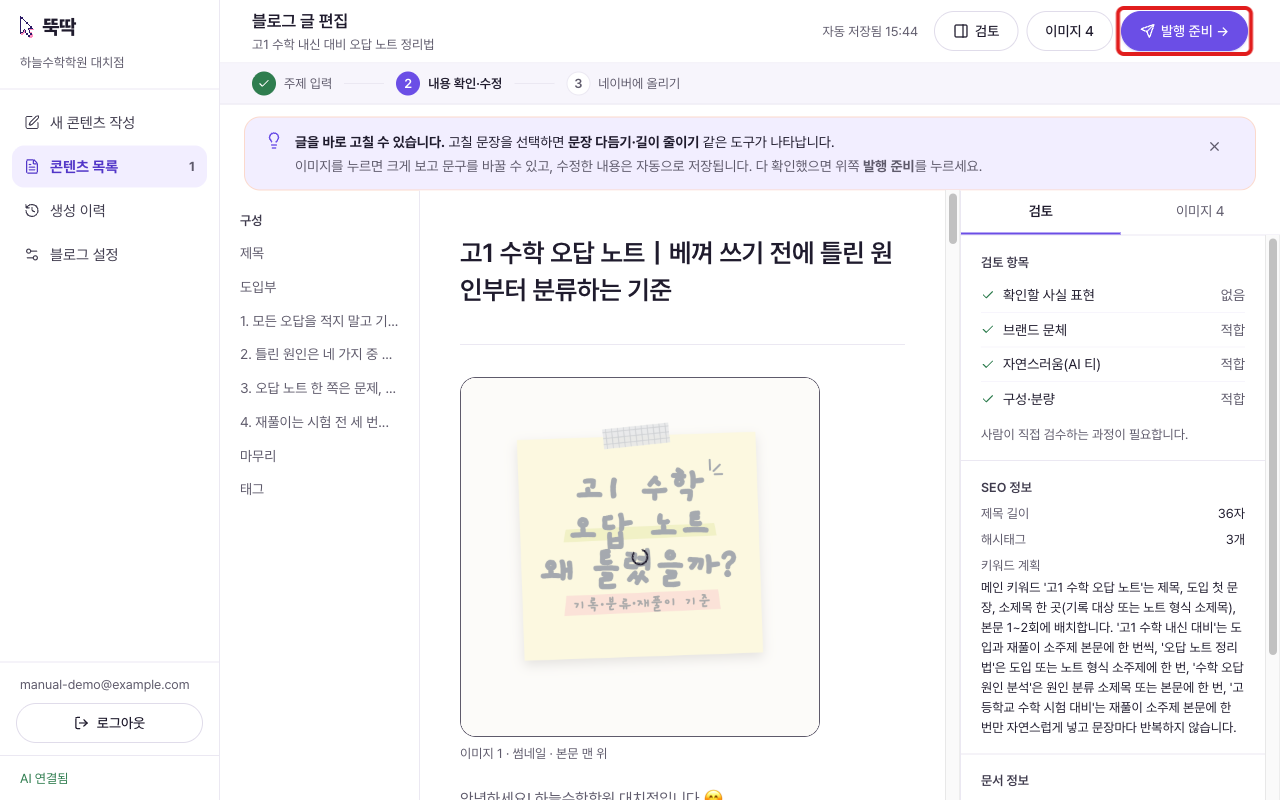 뚝딱
하늘수학학원 대치점
새 콘텐츠 작성
콘텐츠 목록 1
생성 이력
블로그 설정
manual-demo@example.com
로그아웃
AI 연결됨
블로그 글 편집
고1 수학 내신 대비 오답 노트 정리법
자동 저장됨 15:44
검토
이미지 4
발행 준비 →
주제 입력
2 내용 확인·수정
3 네이버에 올리기
글을 바로 고칠 수 있습니다. 고칠 문장을 선택하면 문장 다듬기·길이 줄이기 같은 도구가 나타납니다.
이미지를 누르면 크게 보고 문구를 바꿀 수 있고, 수정한 내용은 자동으로 저장됩니다. 다 확인했으면 위쪽 발행 준비를 누르세요.
구성
제목
도입부
1. 모든 오답을 적지 말고 기...
2. 틀린 원인은 네 가지 중 ...
3. 오답 노트 한 쪽은 문제, ...
4. 재풀이는 시험 전 세 번...
마무리
태그
고1 수학 오답 노트 | 베껴 쓰기 전에 틀린 원
인부터 분류하는 기준
고1 수학
오답 노트
왜 틀렸을까?
기록·분류·재풀이 기준
이미지 1 · 썸네일 · 본문 맨 위
안녕하세요! 하늘수학학원 대치점입니다 😊
검토
이미지 4
검토 항목
확인할 사실 표현 없음
브랜드 문체 적합
자연스러움(AI 티) 적합
구성·분량 적합
사람이 직접 검수하는 과정이 필요합니다.
SEO 정보
제목 길이 36자
해시태그 3개
키워드 계획
메인 키워드 '고1 수학 오답 노트'는 제목, 도입 첫 문
장, 소제목 한 곳(기록 대상 또는 노트 형식 소제목),
본문 1~2회에 배치합니다. '고1 수학 내신 대비'는 도
입과 재풀이 소주제 본문에 한 번씩, '오답 노트 정리
법'은 도입 또는 노트 형식 소주제에 한 번, '수학 오답
원인 분석'은 원인 분류 소제목 또는 본문에 한 번, '고
등학교 수학 시험 대비'는 재풀이 소주제 본문에 한
번만 자연스럽게 넣고 문장마다 반복하지 않습니다.
문서 정보